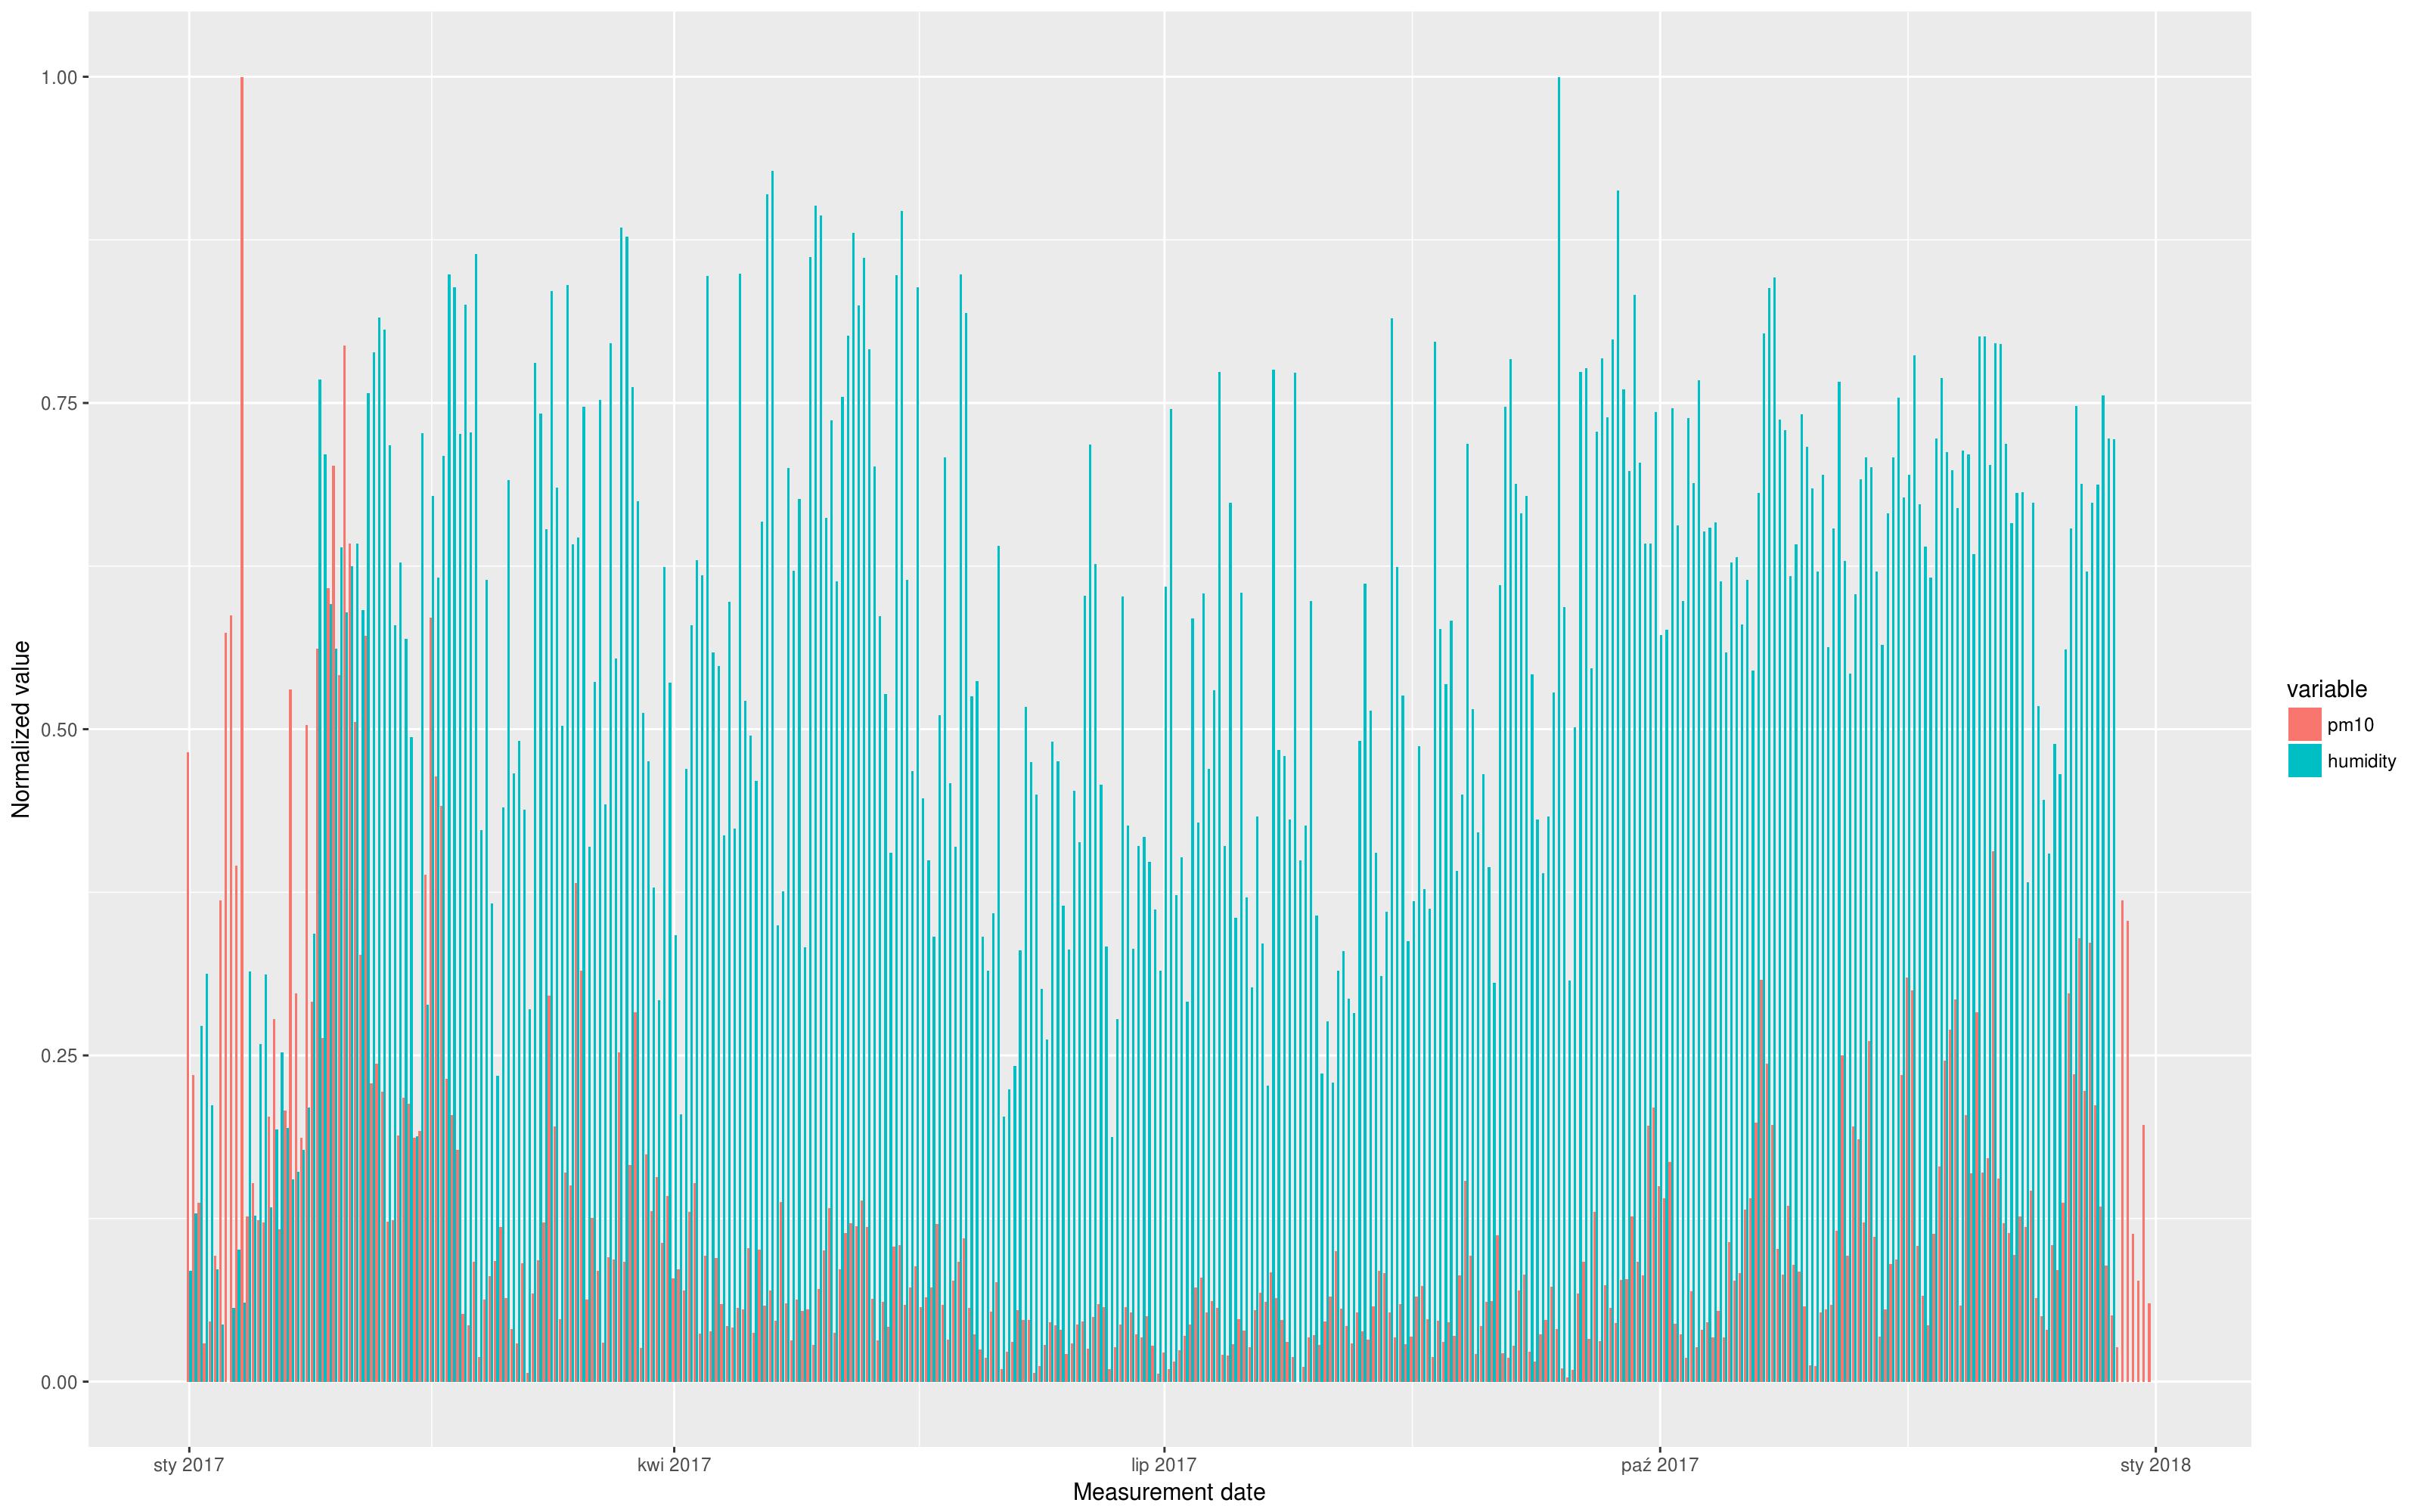 1.00
0.75
0.50
0.25
0.00
Normalized value
sty 2017
kwi 2017
lip 2017
paź 2017
sty 2018
Measurement date
variable
pm10
humidity